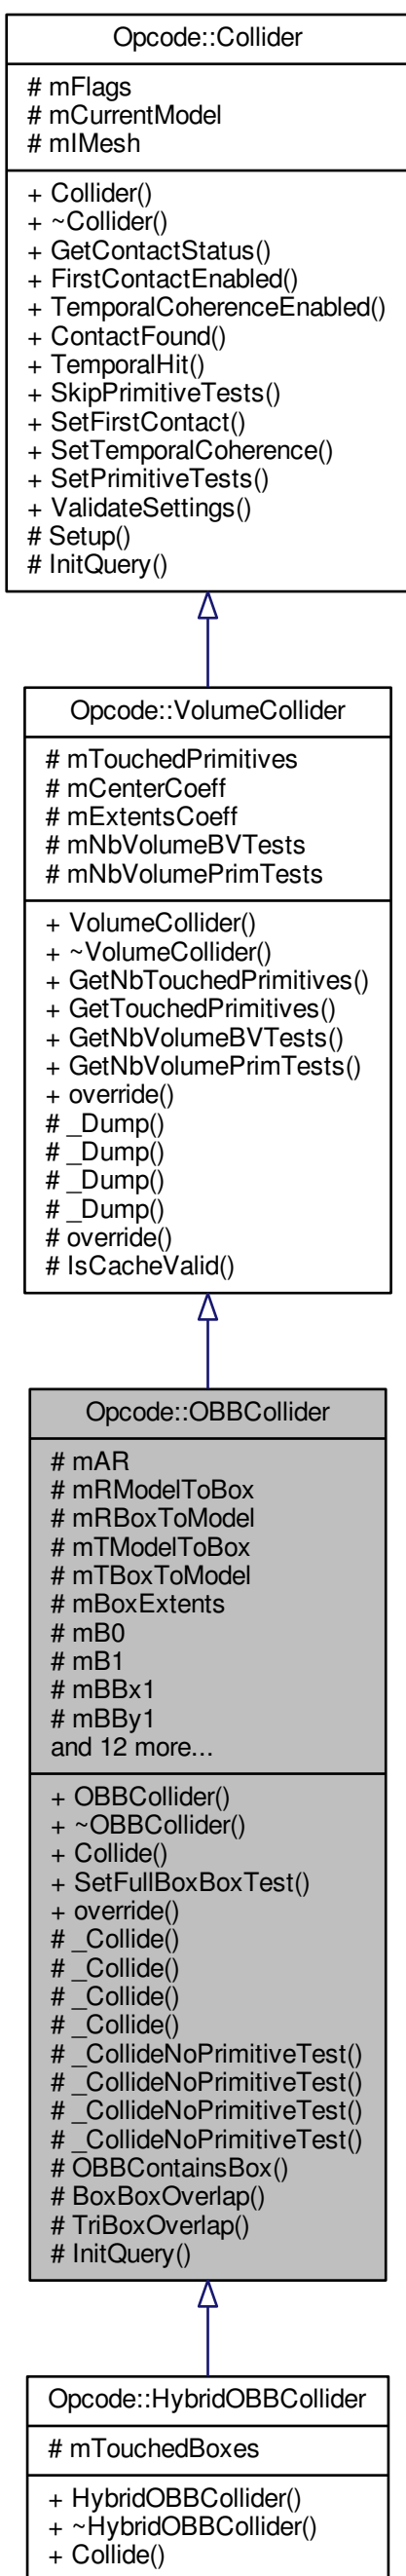 Opcode::Collider
# mFlags
# mCurrentModel
# mIMesh
+ Collider()
+ ~Collider()
+ GetContactStatus()
+ FirstContactEnabled()
+ TemporalCoherenceEnabled()
+ ContactFound()
+ TemporalHit()
+ SkipPrimitiveTests()
+ SetFirstContact()
+ SetTemporalCoherence()
+ SetPrimitiveTests()
+ ValidateSettings()
# Setup()
# InitQuery()
Opcode::VolumeCollider
# mTouchedPrimitives
# mCenterCoeff
# mExtentsCoeff
# mNbVolumeBVTests
# mNbVolumePrimTests
+ VolumeCollider()
+ ~VolumeCollider()
+ GetNbTouchedPrimitives()
+ GetTouchedPrimitives()
+ GetNbVolumeBVTests()
+ GetNbVolumePrimTests()
+ override()
# _Dump()
# _Dump()
# _Dump()
# _Dump()
# override()
# IsCacheValid()
Opcode::OBBCollider
# mAR
# mRModelToBox
# mRBoxToModel
# mTModelToBox
# mTBoxToModel
# mBoxExtents
# mB0
# mB1
# mBBx1
# mBBy1
and 12 more...
+ OBBCollider()
+ ~OBBCollider()
+ Collide()
+ SetFullBoxBoxTest()
+ override()
# _Collide()
# _Collide()
# _Collide()
# _Collide()
# _CollideNoPrimitiveTest()
# _CollideNoPrimitiveTest()
# _CollideNoPrimitiveTest()
# _CollideNoPrimitiveTest()
# OBBContainsBox()
# BoxBoxOverlap()
# TriBoxOverlap()
# InitQuery()
Opcode::HybridOBBCollider
# mTouchedBoxes
+ HybridOBBCollider()
+ ~HybridOBBCollider()
+ Collide()